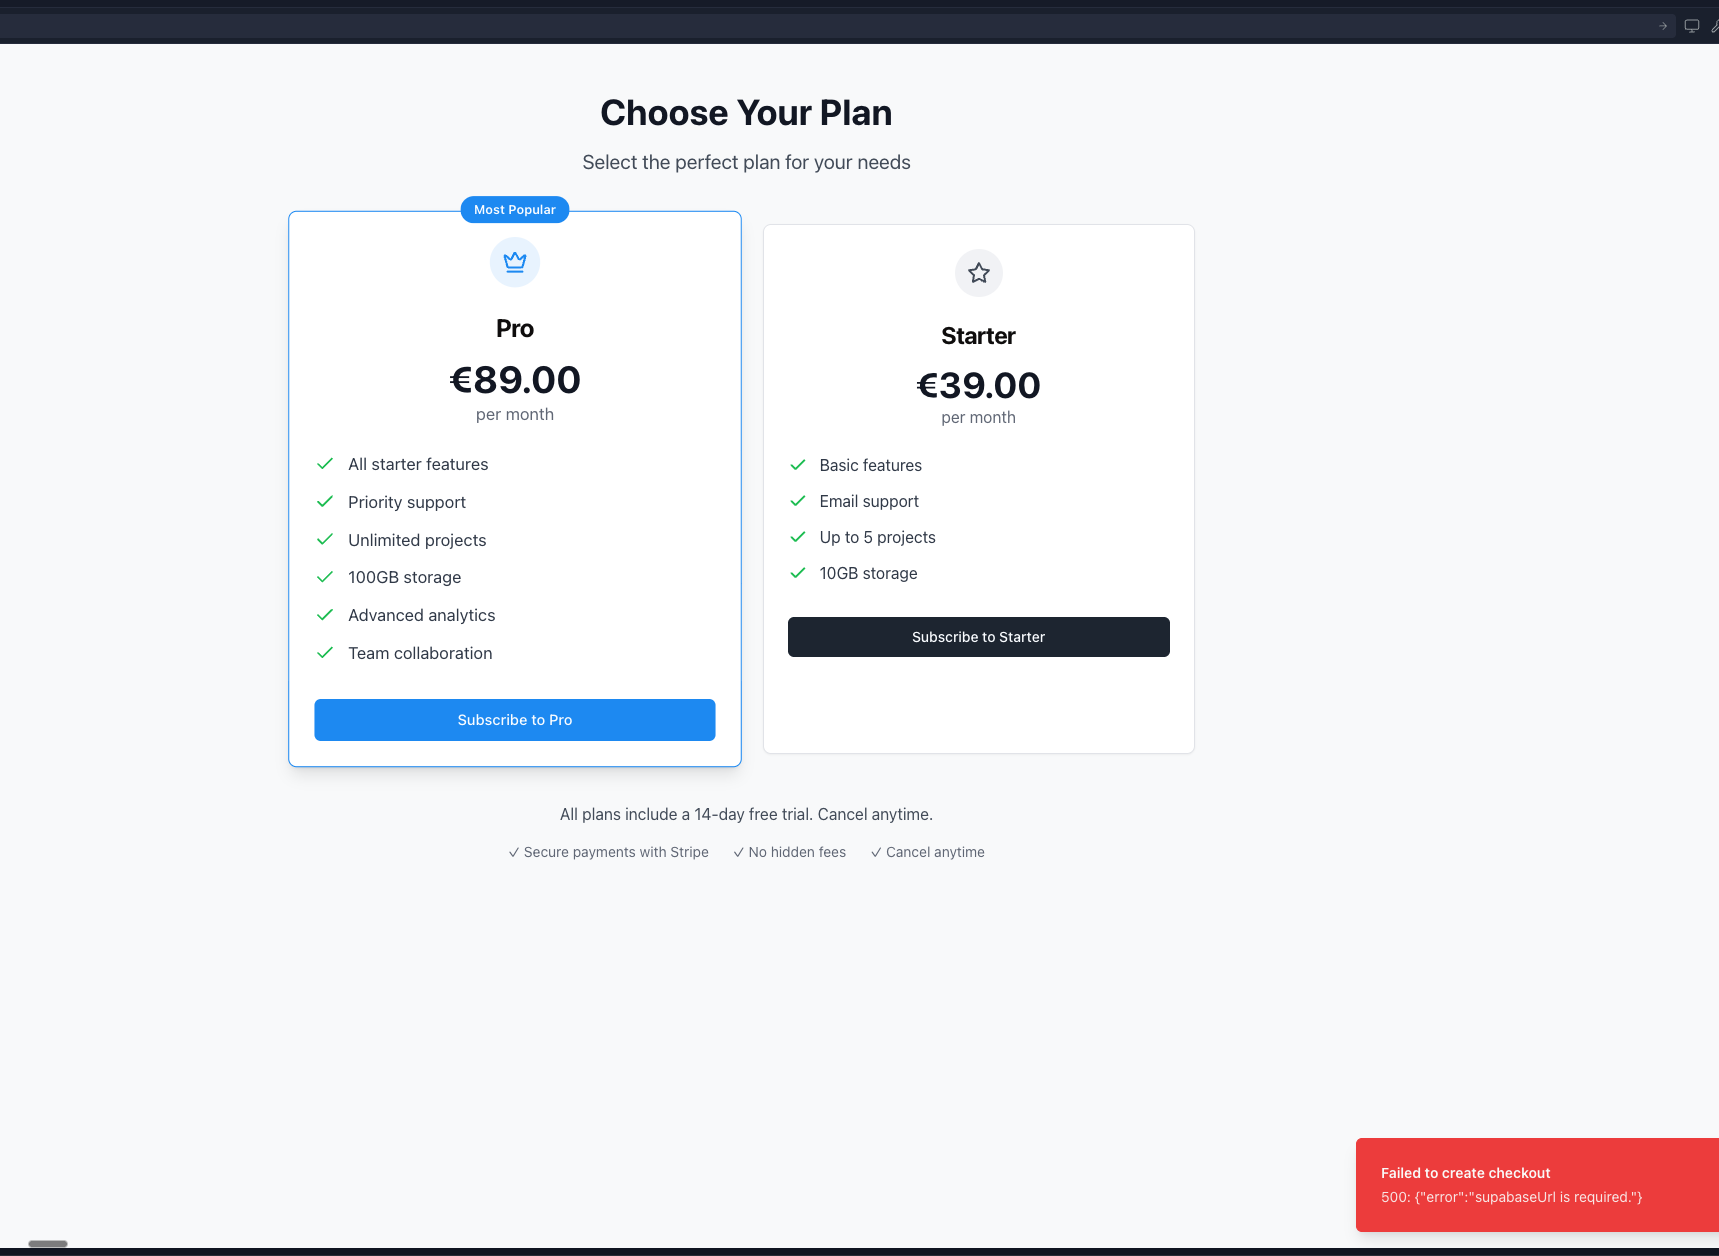 Choose Your Plan
Select the perfect plan for your needs
Most Popular
Pro
€89.00
per month
All starter features
Priority support
Unlimited projects
100GB storage
Advanced analytics
Team collaboration
Subscribe to Pro
Starter
€39.00
per month
Basic features
Email support
Up to 5 projects
10GB storage
Subscribe to Starter
All plans include a 14-day free trial. Cancel anytime.
✓ Secure payments with Stripe ✓ No hidden fees ✓ Cancel anytime
Failed to create checkout
500: {"error":"supabaseUrl is required."}